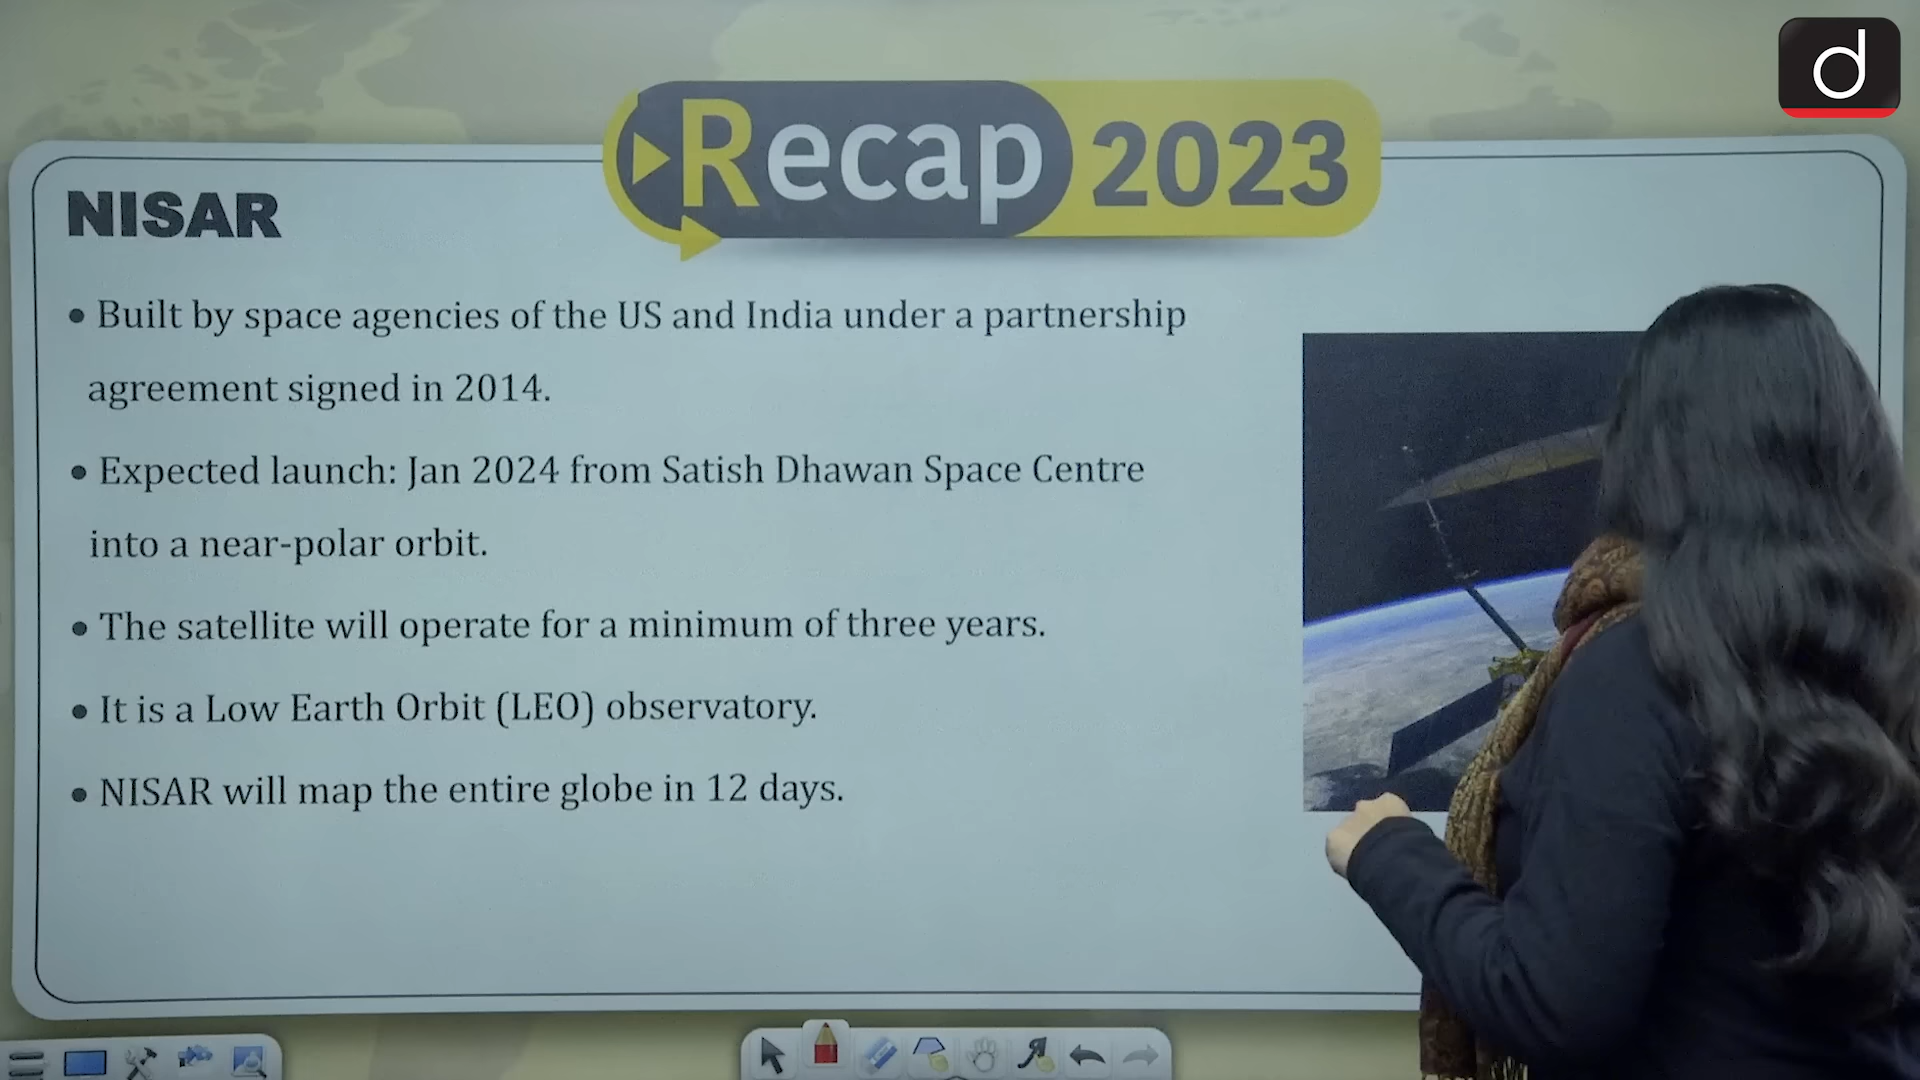 d
Recap 2023
NISAR
• Built by space agencies of the US and India under a partnership
agreement signed in 2014.
• Expected launch: Jan 2024 from Satish Dhawan Space Centre
into a near-polar orbit.
• The satellite will operate for a minimum of three years.
• It is a Low Earth Orbit (LEO) observatory.
• NISAR will map the entire globe in 12 days.